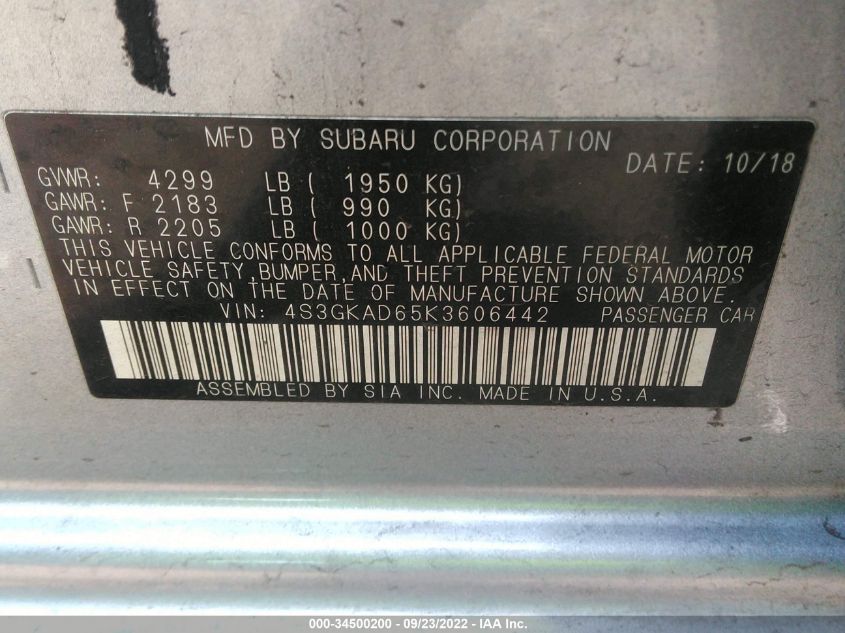 MFD BY SUBARU CORPORATION
DATE: 10/18
GVWR: 4299 LB ( 1950 KG)
GAWR: F 2183 LB ( 990 KG)
GAWR: R 2205 LB ( 1000 KG)
THIS VEHICLE CONFORMS TO ALL APPLICABLE FEDERAL MOTOR
VEHICLE SAFETY,BUMPER,AND THEFT PREVENTION STANDARDS
IN EFFECT ON THE DATE OF MANUFACTURE SHOWN ABOVE.
VIN: 4S3GKAD65K3606442 PASSENGER CAR
ASSEMBLED BY SIA INC. MADE IN U.S.A.
000-34500200 - 09/23/2022 - IAA Inc.